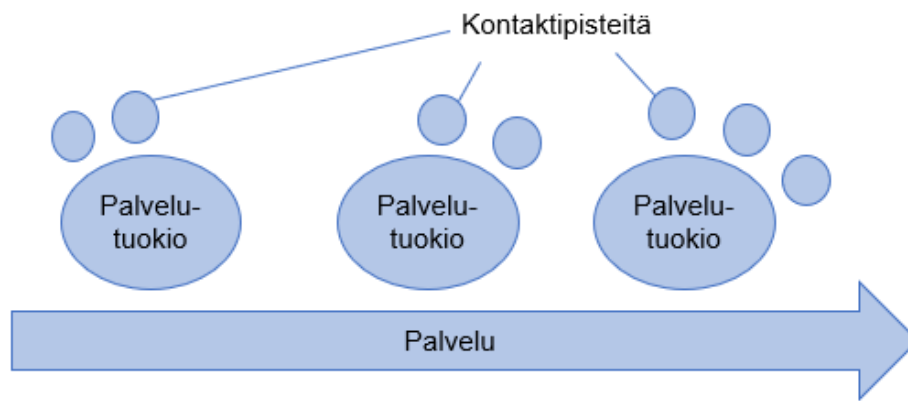 Kontaktipisteitä
Palvelu-
tuokio
Palvelu-
tuokio
Palvelu-
tuokio
Palvelu